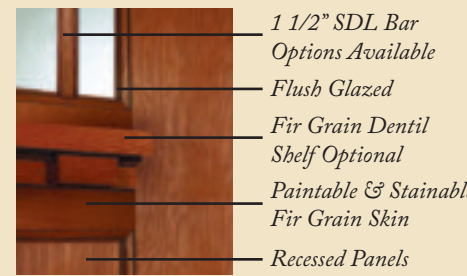 1 1/2” SDL Bar
Options Available
Flush Glazed
Fir Grain Dentil
Shelf Optional
Paintable & Stainabl
Fir Grain Skin
Recessed Panels